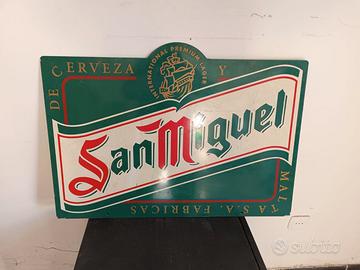 INTERNATIONAL PREMIUM LAGER
DE CERVEZA Y
San Miguel
MALTA S.A. FABRICAS
subito